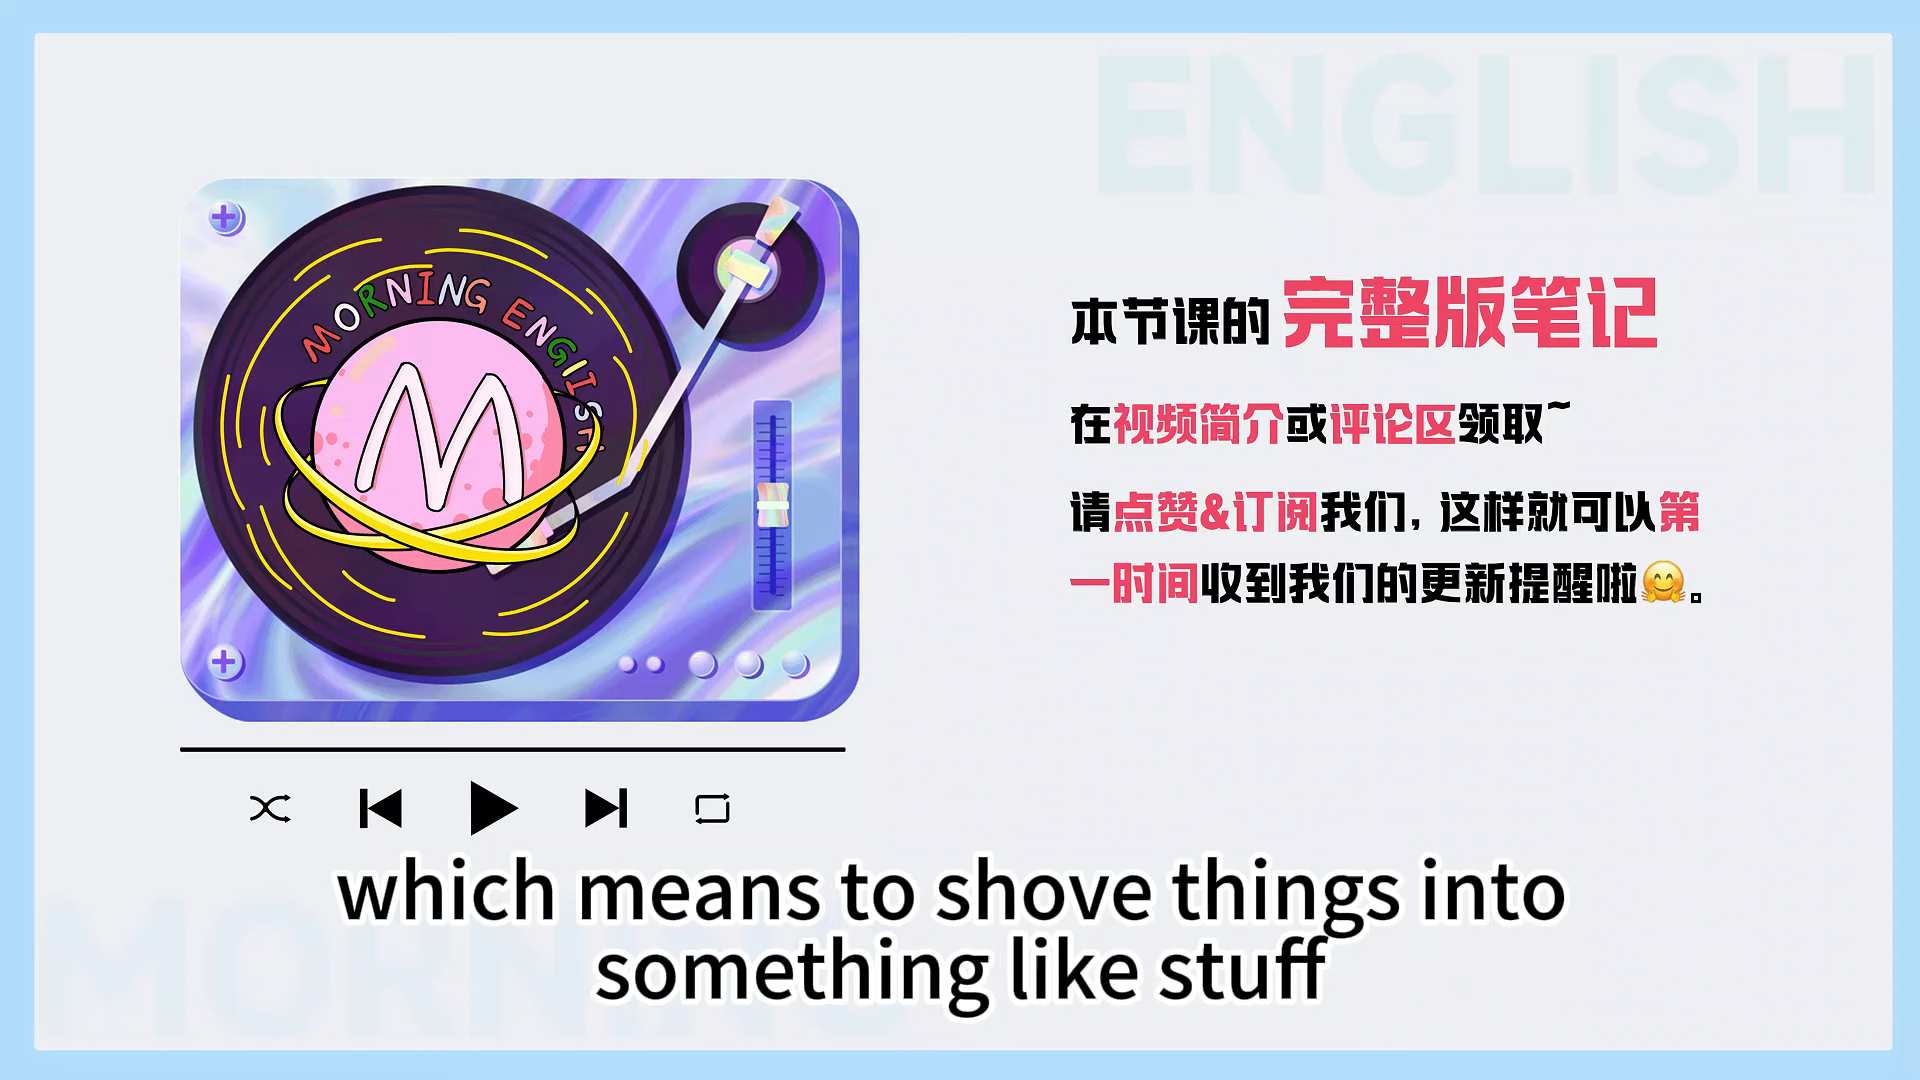 ENGLISH
MORNING ENGLISH
M
本节课的 完整版笔记
在视频简介或评论区领取~
请点赞&订阅我们, 这样就可以第
一时间收到我们的更新提醒啦🤗。
which means to shove things into
something like stuff
MORNING